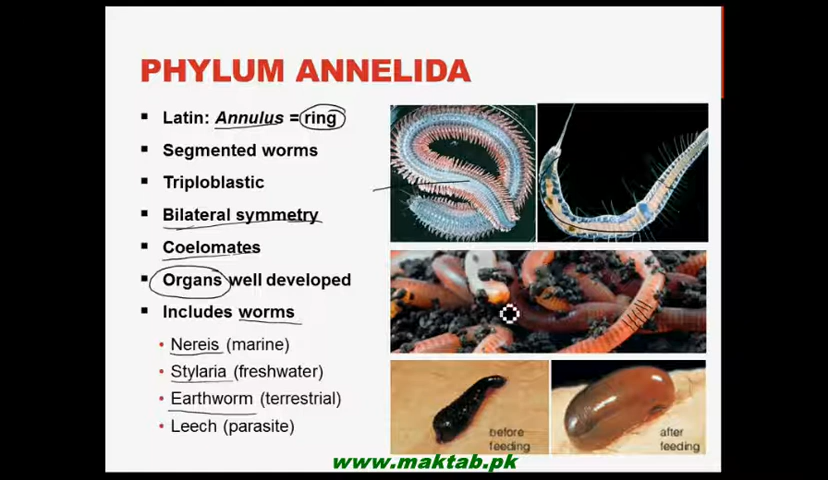 PHYLUM ANNELIDA
Latin: Annulus = ring
Segmented worms
Triploblastic
Bilateral symmetry
Coelomates
Organs well developed
Includes worms
Nereis (marine)
Stylaria (freshwater)
Earthworm (terrestrial)
Leech (parasite)
before
feeding
after
feeding
www.maktab.pk